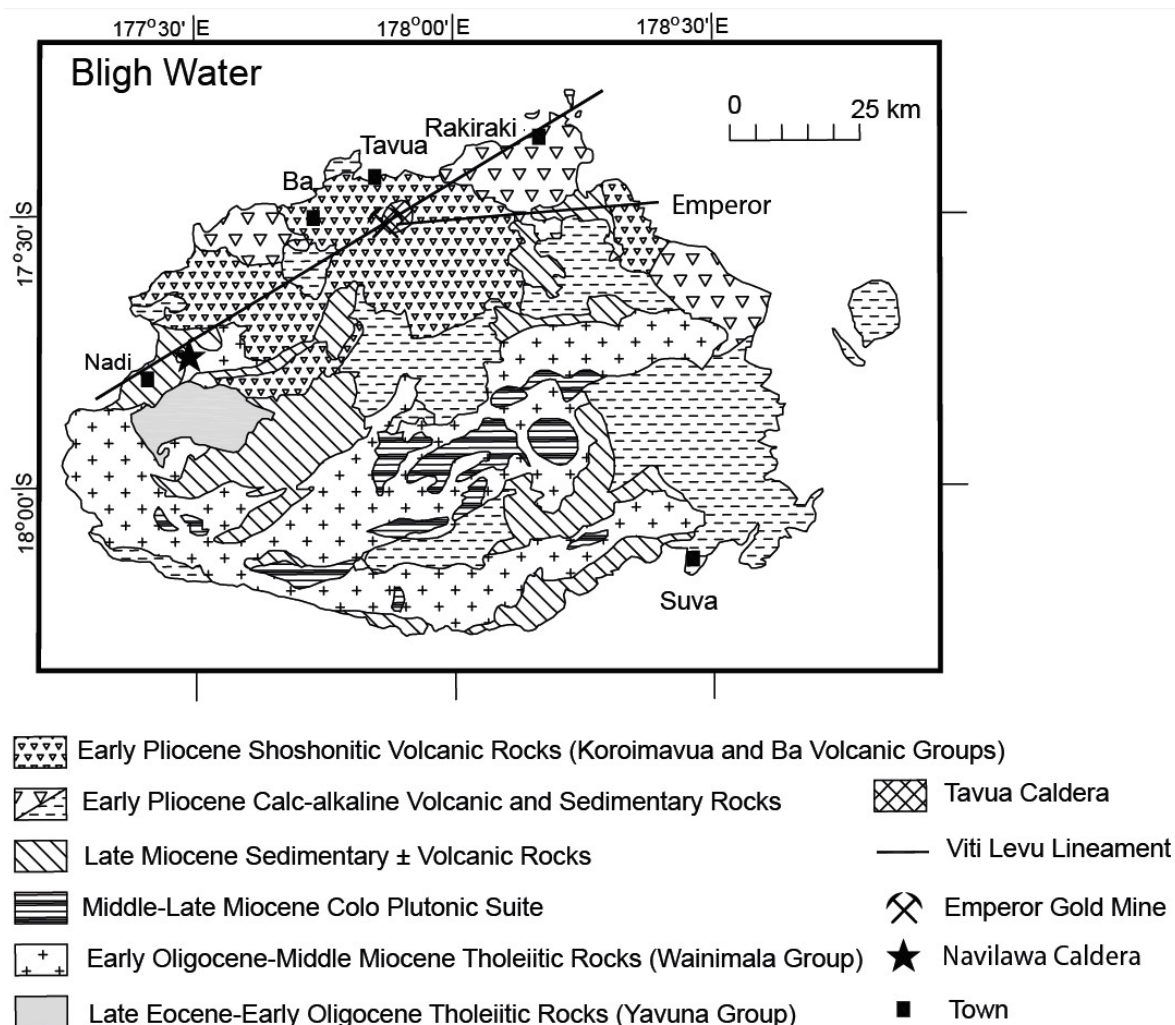 177°30' E
178°00' E
178°30' E
Bligh Water
0
25 km
Rakiraki
Tavua
Ba
Emperor
17°30' S
Nadi
18°00' S
Suva
Early Pliocene Shoshonitic Volcanic Rocks (Koroimavua and Ba Volcanic Groups)
Early Pliocene Calc-alkaline Volcanic and Sedimentary Rocks
Tavua Caldera
Late Miocene Sedimentary ± Volcanic Rocks
Viti Levu Lineament
Middle-Late Miocene Colo Plutonic Suite
Emperor Gold Mine
Early Oligocene-Middle Miocene Tholeiitic Rocks (Wainimala Group)
Navilawa Caldera
Late Eocene-Early Oligocene Tholeiitic Rocks (Yavuna Group)
Town